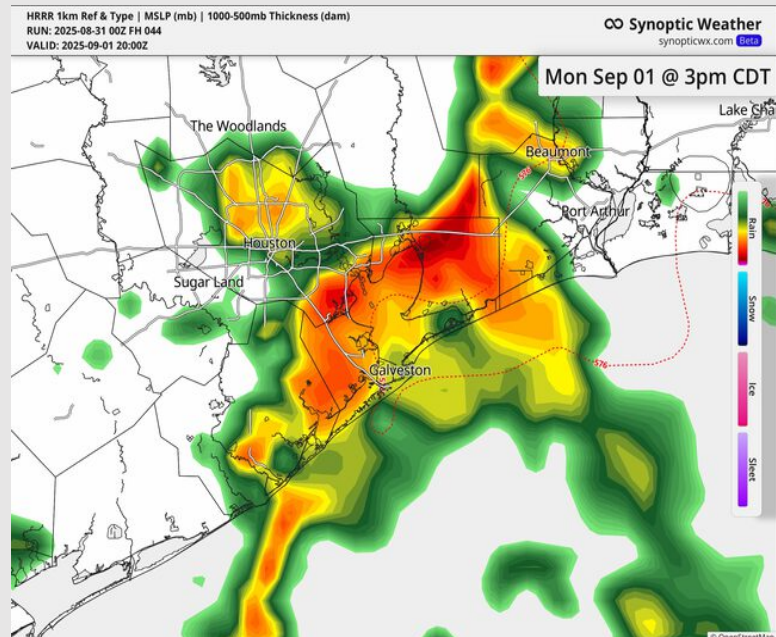 HRRR 1km Ref & Type | MSLP (mb) | 1000-500mb Thickness (dam)
RUN: 2025-08-31 00Z FH 044
VALID: 2025-09-01 20:00Z
Synoptic Weather
synopticwx.com Beta
Mon Sep 01 @ 3pm CDT
The Woodlands
Lake Cha
Beaumont
576
Port Arthur
Houston
Sugar Land
Galveston
576
Rain
Snow
Ice
Sleet
© OpenStreetMap